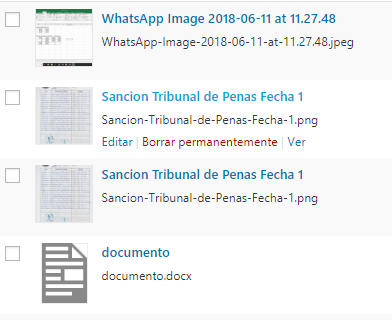 WhatsApp Image 2018-06-11 at 11.27.48
WhatsApp-Image-2018-06-11-at-11.27.48.jpeg
Sancion Tribunal de Penas Fecha 1
Sancion-Tribunal-de-Penas-Fecha-1.png
Editar | Borrar permanentemente | Ver
Sancion Tribunal de Penas Fecha 1
Sancion-Tribunal-de-Penas-Fecha-1.png
documento
documento.docx